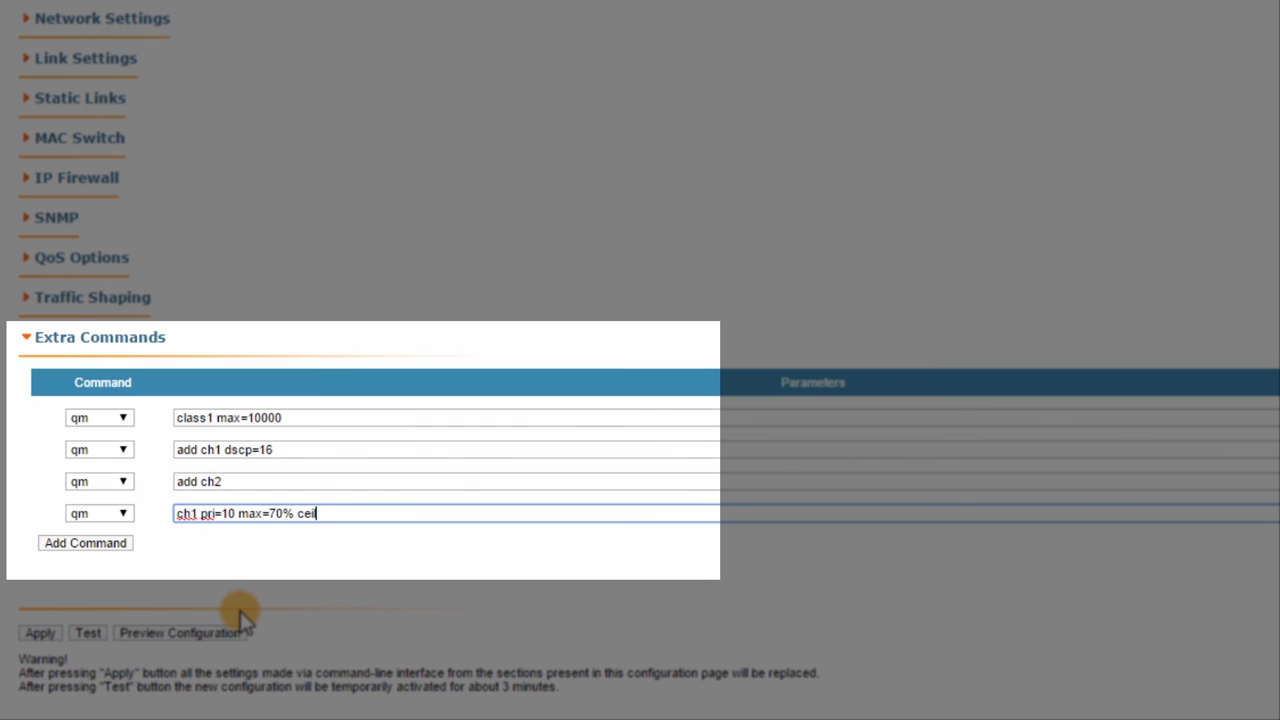 Network Settings
Link Settings
Static Links
MAC Switch
IP Firewall
SNMP
QoS Options
Traffic Shaping
Extra Commands
Command Parameters
qm class1 max=10000
qm add ch1 dscp=16
qm add ch2
qm ch1 pri=10 max=70% ceil
Add Command
Apply Test Preview Configuration »
Warning!
After pressing "Apply" button all the settings made via command-line interface from the sections present in this configuration page will be replaced.
After pressing "Test" button the new configuration will be temporarily activated for about 3 minutes.